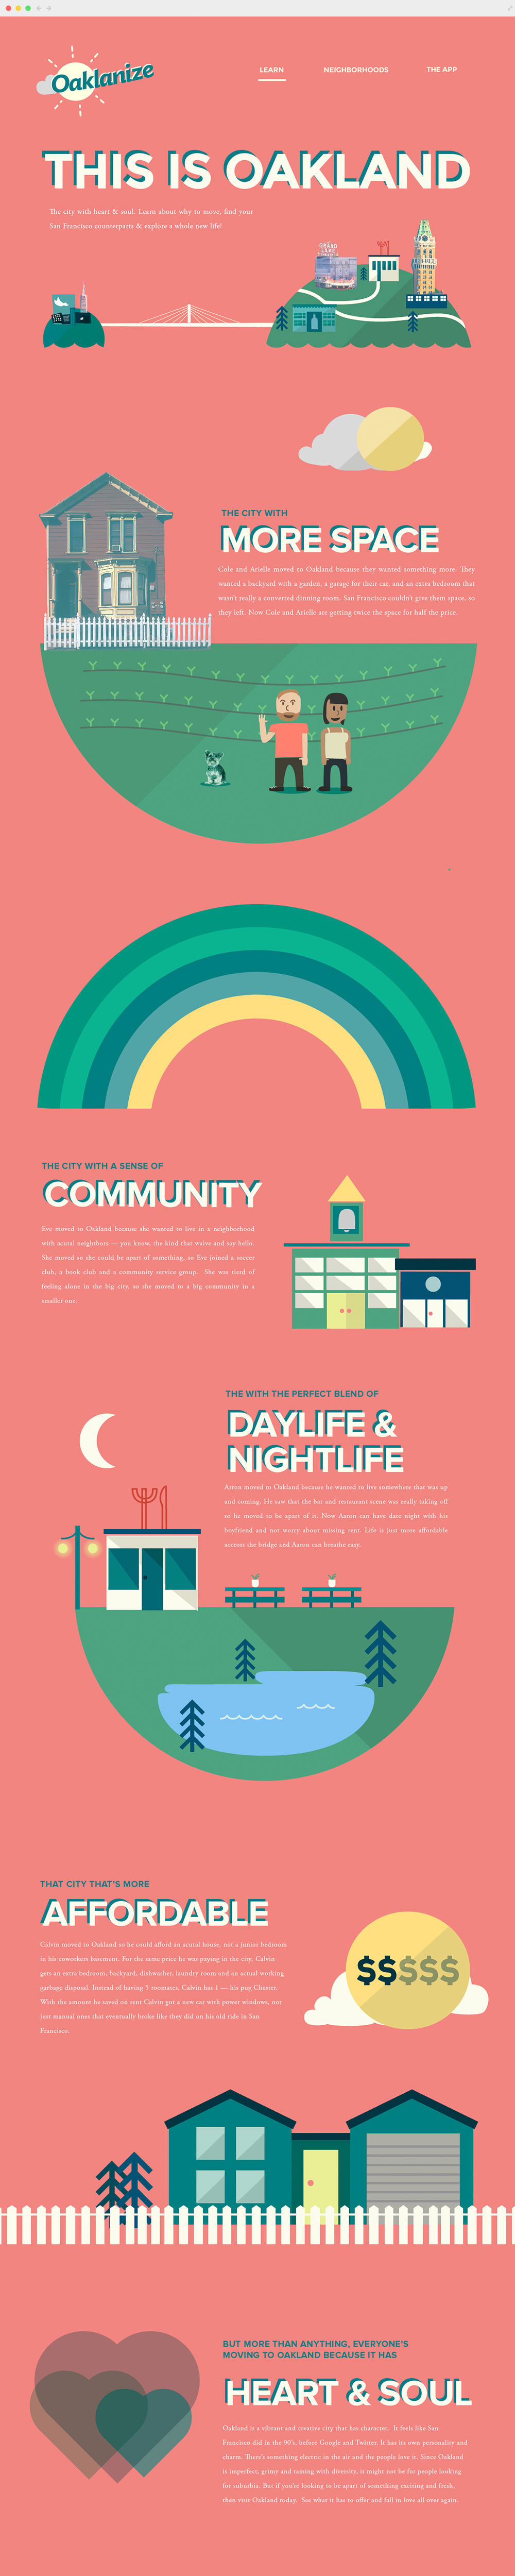 Oaklanize
LEARN
NEIGHBORHOODS
THE APP
THIS IS OAKLAND
The city with heart & soul. Learn about why to move, find your
San Francisco counterparts & explore a whole new life!
GRAND
LAKE
THE CITY WITH
MORE SPACE
Cole and Arielle moved to Oakland because they wanted something more. They
wanted a backyard with a garden, a garage for their car, and an extra bedroom that
wasn't really a converted dinning room. San Francisco couldn't give them space, so
they left. Now Cole and Arielle are getting twice the space for half the price.
THE CITY WITH A SENSE OF
COMMUNITY
Eve moved to Oakland because she wanted to live in a neighborhood
with acutal neighbors — you know, the kind that waive and say hello.
She moved so she could be apart of something, so Eve joined a soccer
club, a book club and a community service group. She was tired of
feeling alone in the big city, so she moved to a big community in a
smaller one.
THE WITH THE PERFECT BLEND OF
DAYLIFE &
NIGHTLIFE
Arron moved to Oakland because he wanted to live somewhere that was up
and coming. He saw that the bar and restaurant scene was really taking off
so he moved to be apart of it. Now Aaron can have date night with his
boyfriend and not worry about missing rent. Life is just more affordable
accross the bridge and Aaron can breathe easy.
THAT CITY THAT'S MORE
AFFORDABLE
Calvin moved to Oakland so he could afford an acutal house, not a junior bedroom
in his coworkers basement. For the same price he was paying in the city, Calvin
gets an extra bedroom, backyard, dishwasher, laundry room and an actual working
garbage disposal. Instead of having 5 roomates, Calvin has 1 — his pug Chester.
With the amount he saved on rent Calvin got a new car with power windows, not
just manual ones that eventually broke like they did on his old ride in San
Francisco.
$$$$$
BUT MORE THAN ANYTHING, EVERYONE'S
MOVING TO OAKLAND BECAUSE IT HAS
HEART & SOUL
Oakland is a vibrant and creative city that has character. It feels like San
Francisco did in the 90's, before Google and Twitter. It has its own personality and
charm. There's something electric in the air and the people love it. Since Oakland
is imperfect, grimy and taming with diversity, it might not be for people looking
for suburbia. But if you're looking to be apart of something exciting and fresh,
then visit Oakland today. See what it has to offer and fall in love all over again.